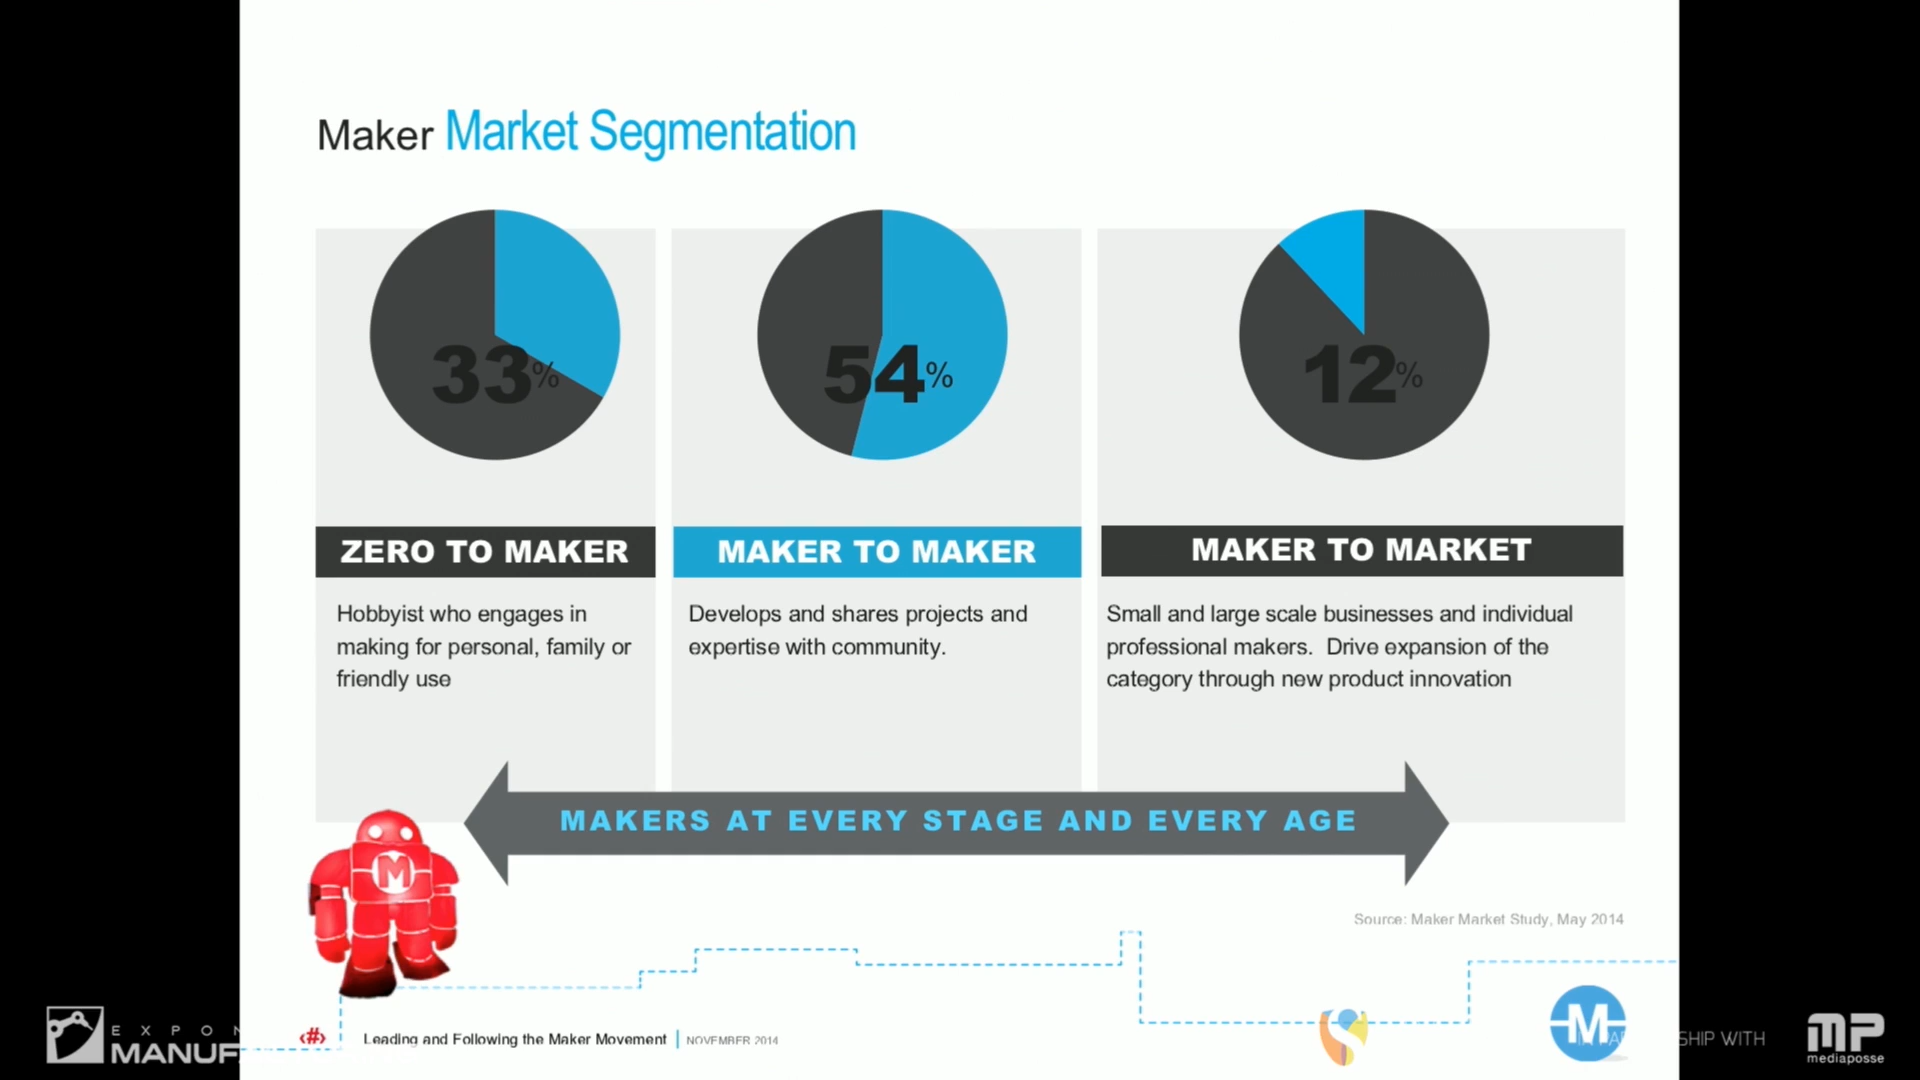 Maker Market Segmentation
33%
54%
12%
ZERO TO MAKER
MAKER TO MAKER
MAKER TO MARKET
Hobbyist who engages in
making for personal, family or
friendly use
Develops and shares projects and
expertise with community.
Small and large scale businesses and individual
professional makers. Drive expansion of the
category through new product innovation
MAKERS AT EVERY STAGE AND EVERY AGE
M
Source: Maker Market Study, May 2014
EXPON
MANUF
‹#›
Leading and Following the Maker Movement | NOVEMBER 2014
M
SHIP WITH
MP
mediaposse